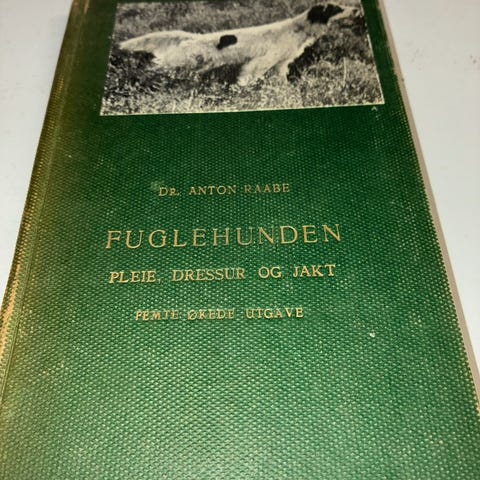 DR. ANTON RAABE
FUGLEHUNDEN
PLEIE, DRESSUR OG JAKT
FEMTE ØKEDE UTGAVE